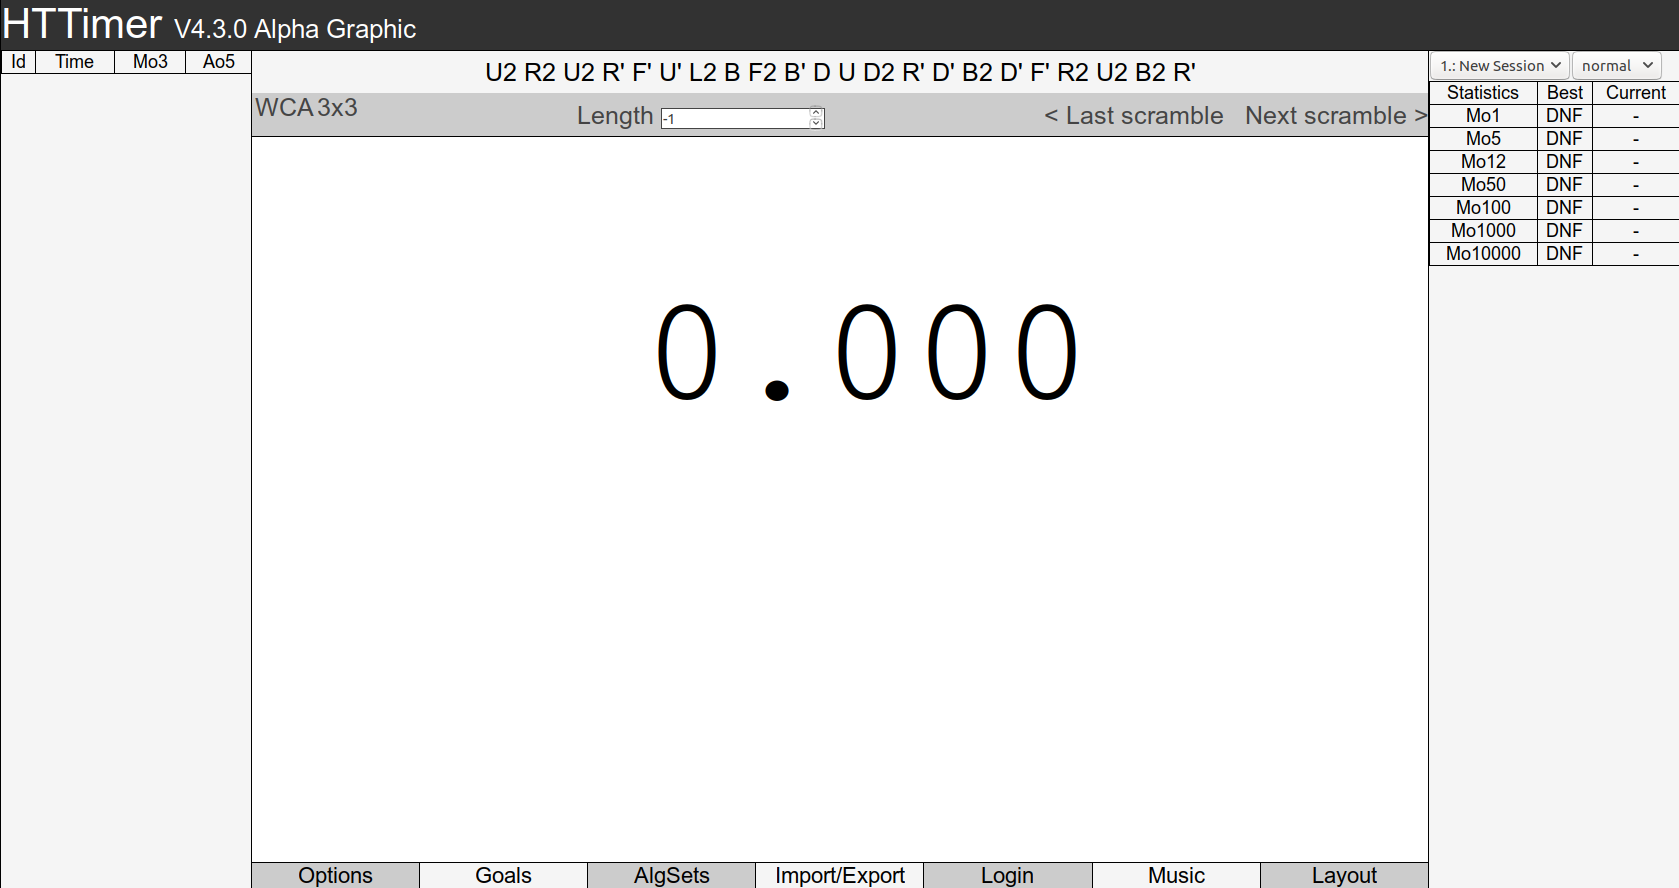 HTTimer V4.3.0 Alpha Graphic
Id Time Mo3 Ao5
U2 R2 U2 R' F' U' L2 B F2 B' D U D2 R' D' B2 D' F' R2 U2 B2 R'
WCA 3x3 Length -1 < Last scramble Next scramble >
0.000
1.: New Session normal
Statistics Best Current
Mo1 DNF -
Mo5 DNF -
Mo12 DNF -
Mo50 DNF -
Mo100 DNF -
Mo1000 DNF -
Mo10000 DNF -
Options Goals AlgSets Import/Export Login Music Layout